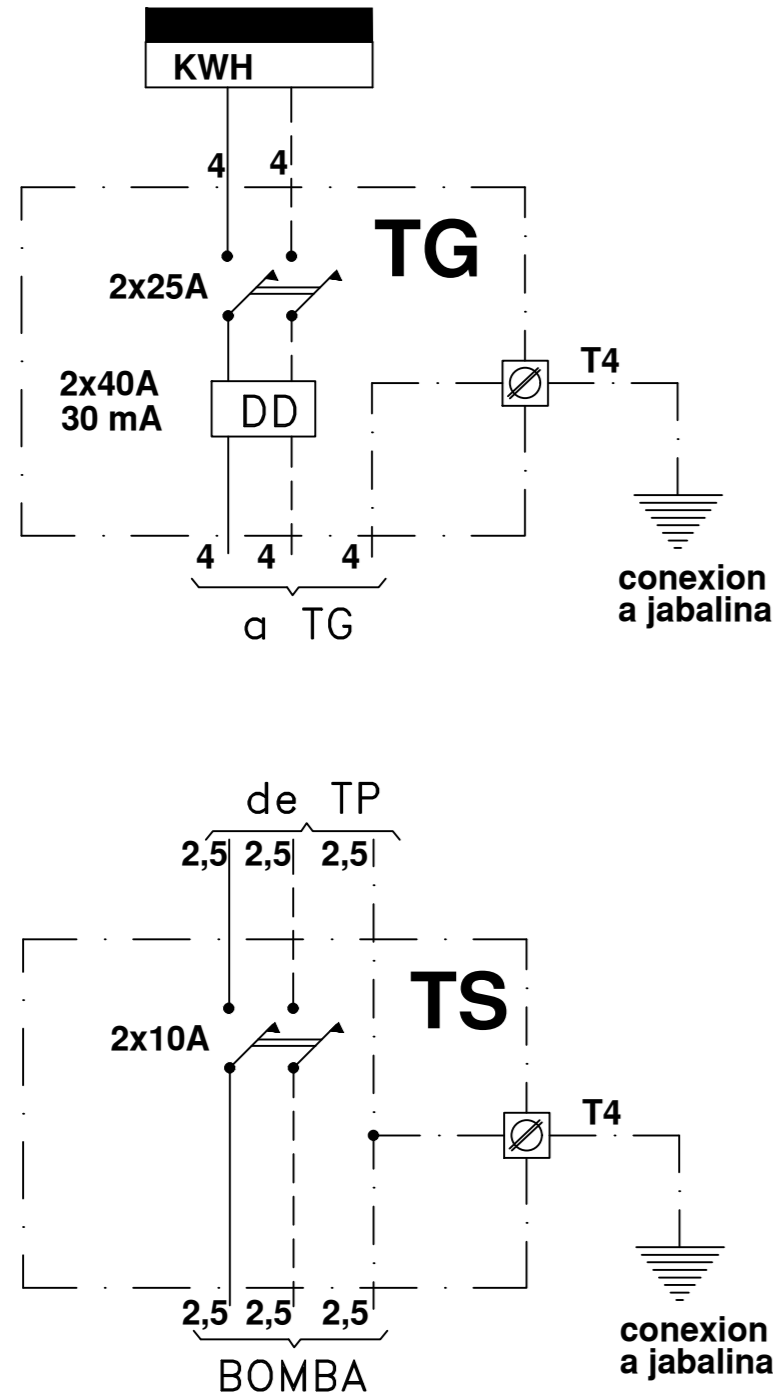 KWH
4 4
TG
2x25A
2x40A
30 mA
DD
T4
4 4 4
a TG
conexion
a jabalina
de TP
2,5 2,5 2,5
TS
2x10A
T4
2,5 2,5 2,5
BOMBA
conexion
a jabalina